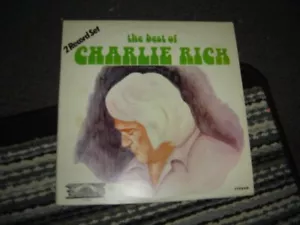 2 Record Set
the best of
CHARLIE RICH